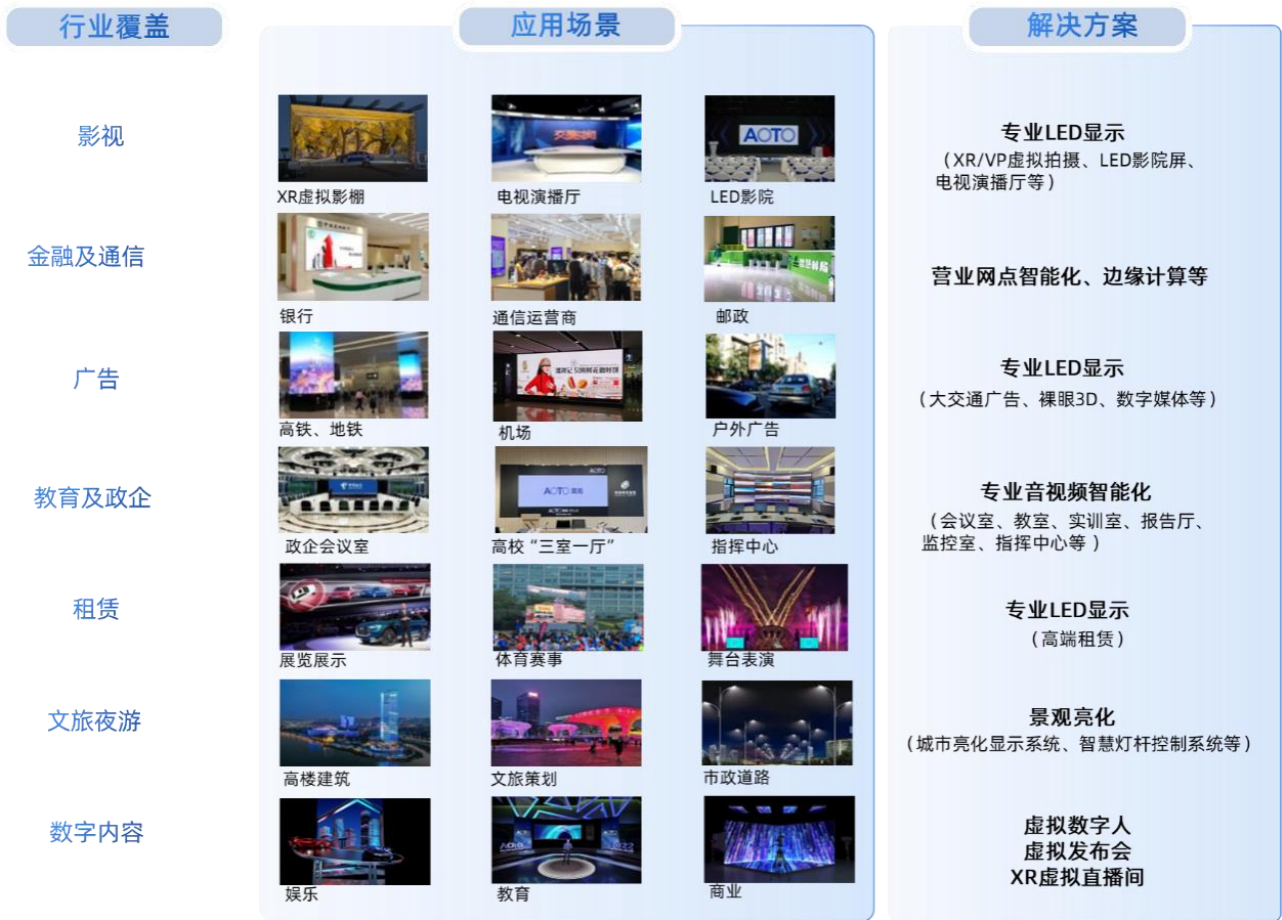 行业覆盖
应用场景
解决方案
影视
XR虚拟影棚
电视演播厅
AOTO
LED影院
专业LED显示
（XR/VP虚拟拍摄、LED影院屏、
电视演播厅等）
金融及通信
银行
通信运营商
邮政
营业网点智能化、边缘计算等
广告
高铁、地铁
机场
户外广告
专业LED显示
（大交通广告、裸眼3D、数字媒体等）
教育及政企
政企会议室
AOTO
AOTO
高校“三室一厅”
指挥中心
专业音视频智能化
（会议室、教室、实训室、报告厅、
监控室、指挥中心等 ）
租赁
展览展示
体育赛事
舞台表演
专业LED显示
（高端租赁）
文旅夜游
高楼建筑
文旅策划
市政道路
景观亮化
（城市亮化显示系统、智慧灯杆控制系统等）
数字内容
娱乐
教育
商业
虚拟数字人
虚拟发布会
XR虚拟直播间